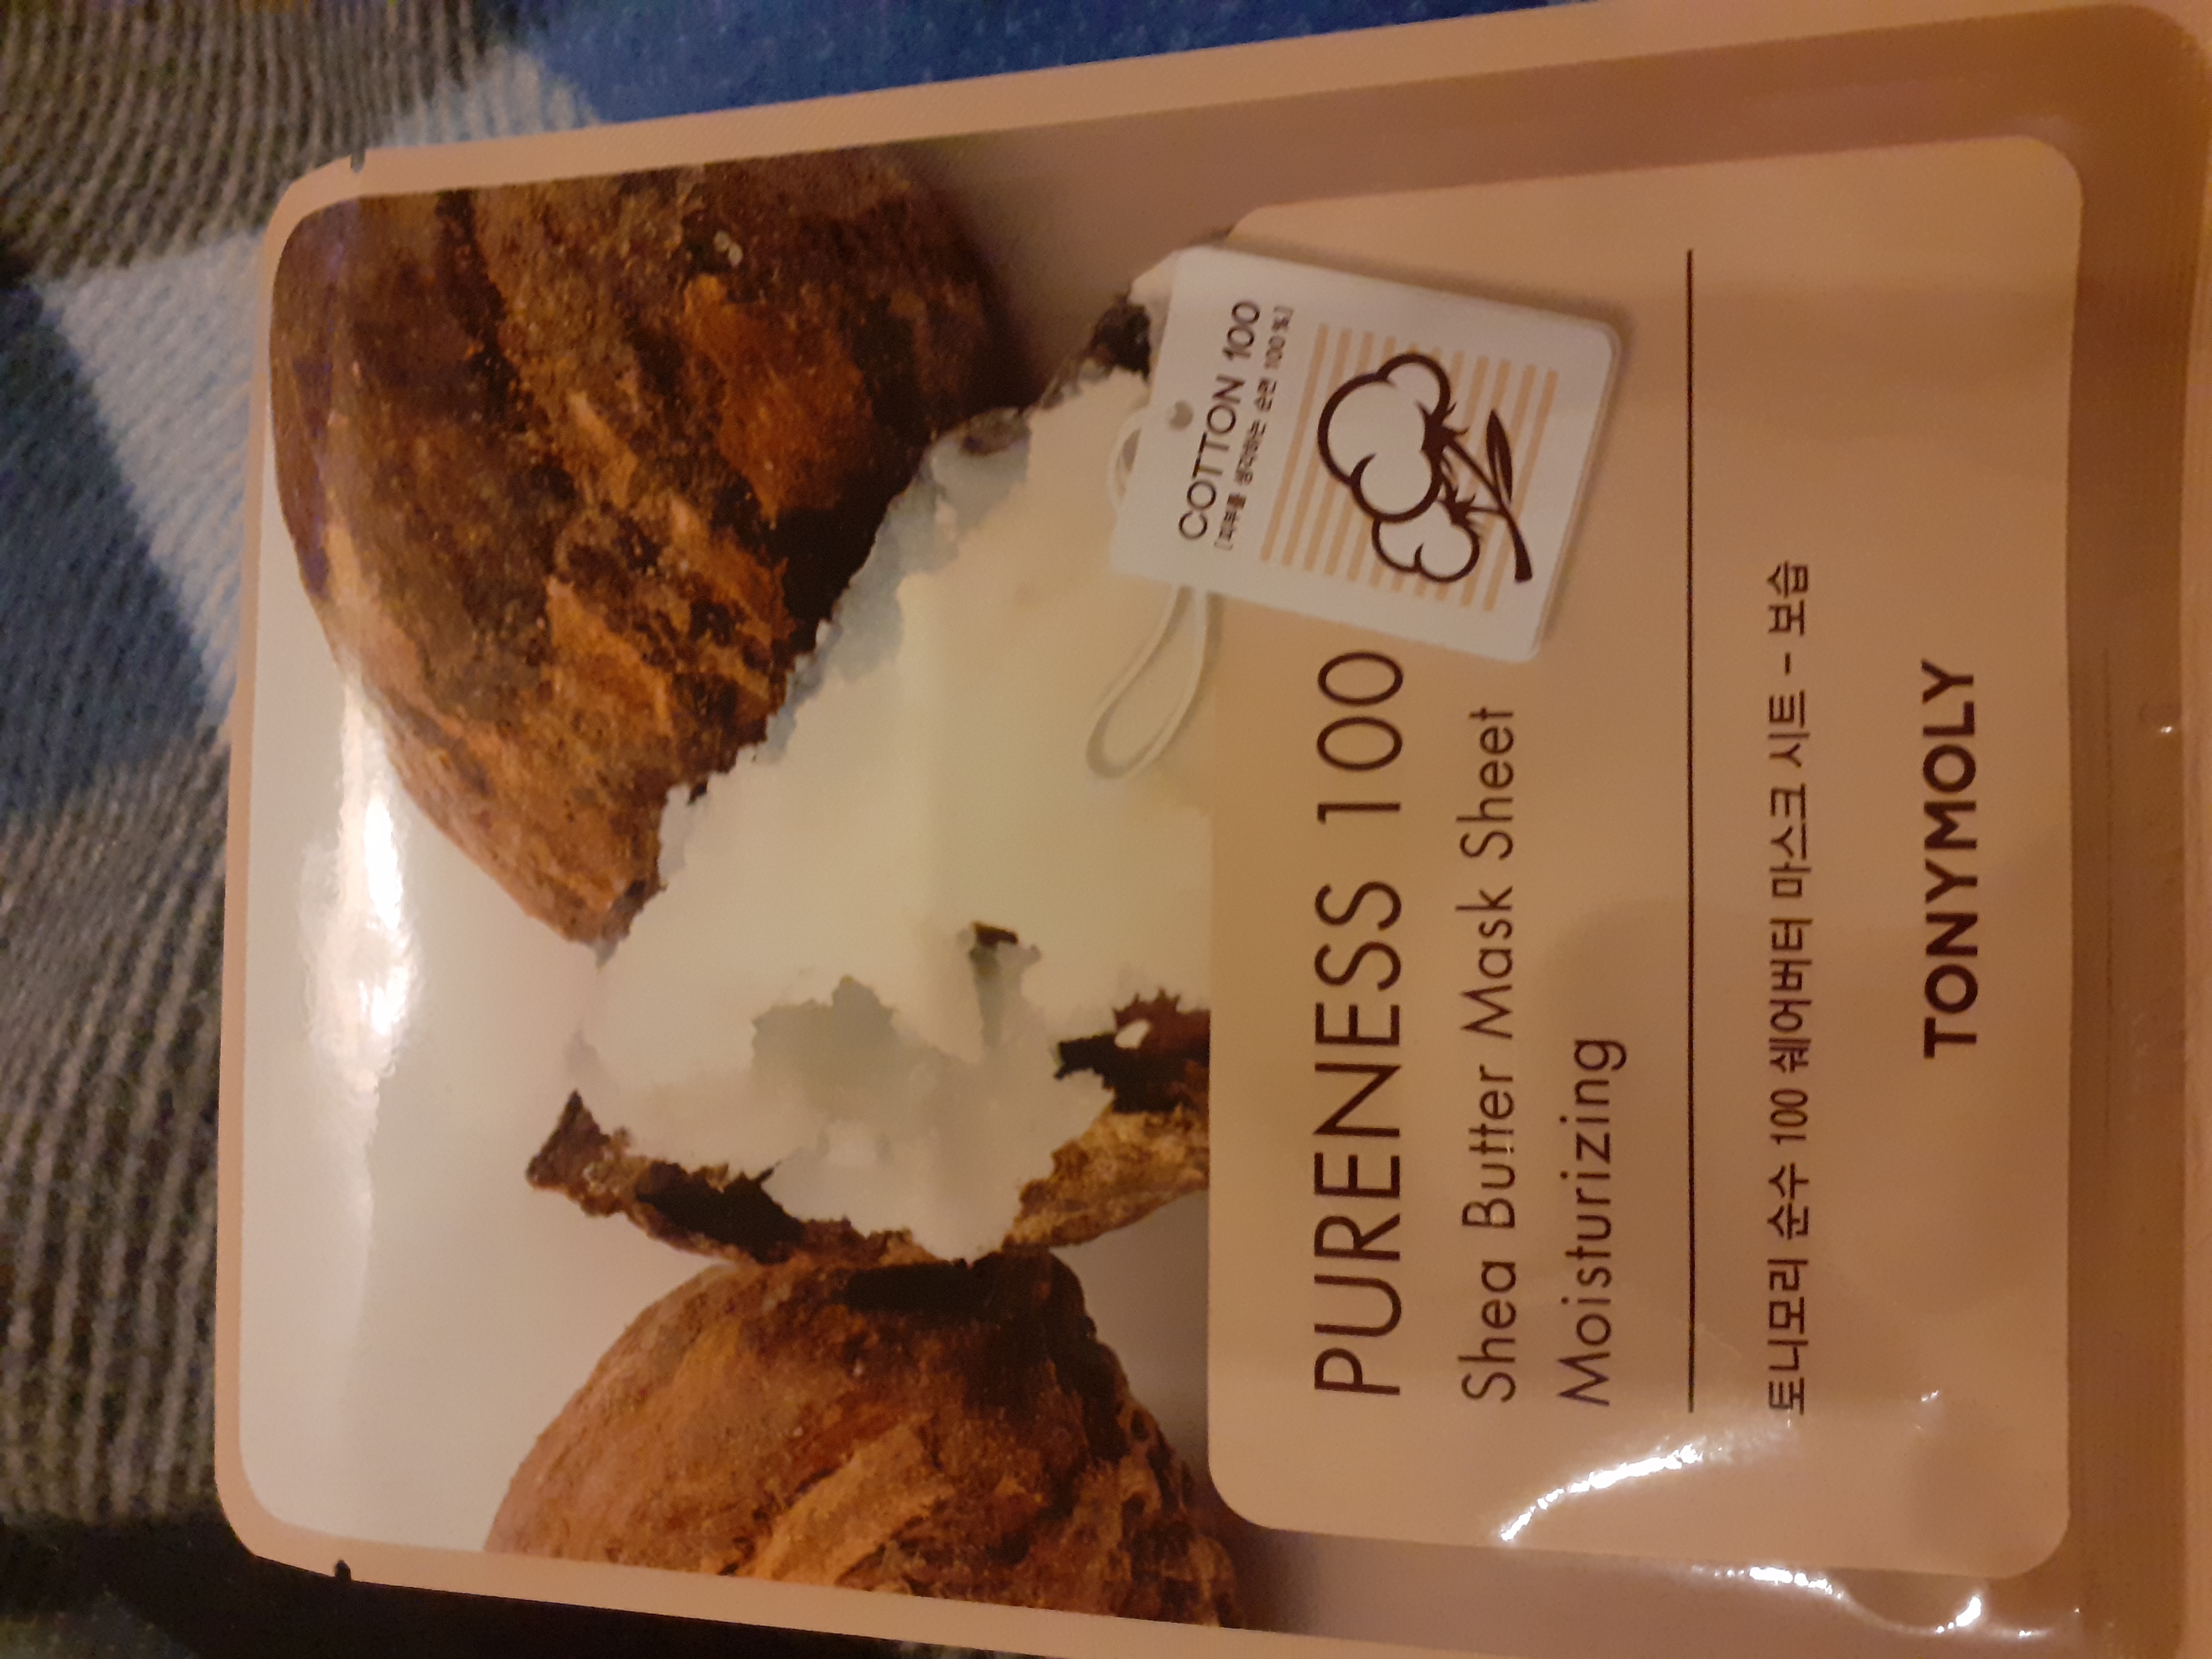 COTTON 100
[피부를 생각하는 순면 100%]
PURENESS 100
Shea Butter Mask Sheet
Moisturizing
토니모리 순수 100 쉐어버터 마스크 시트 - 보습
TONYMOLY